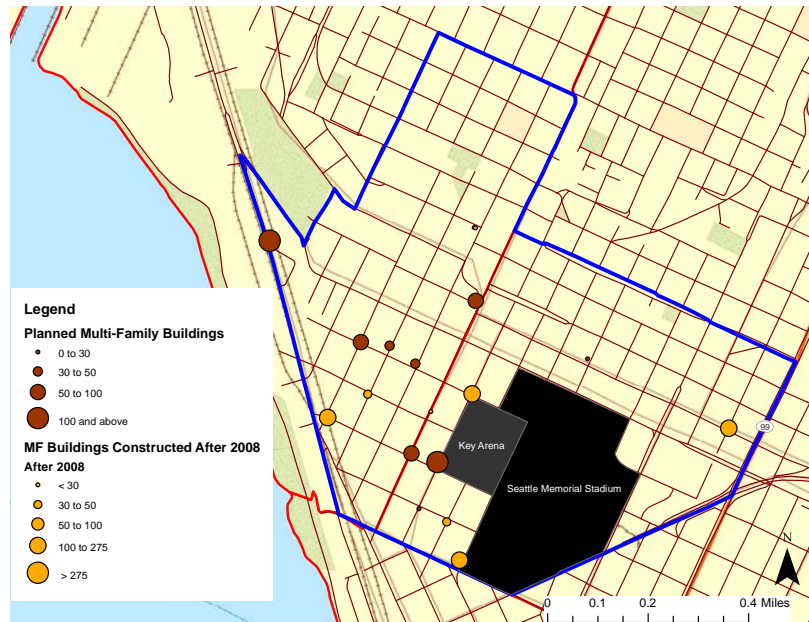 Legend
Planned Multi-Family Buildings
0 to 30
30 to 50
50 to 100
100 and above
MF Buildings Constructed After 2008
After 2008
< 30
30 to 50
50 to 100
100 to 275
> 275
Key Arena
Seattle Memorial Stadium
99
N
0 0.1 0.2 0.4 Miles